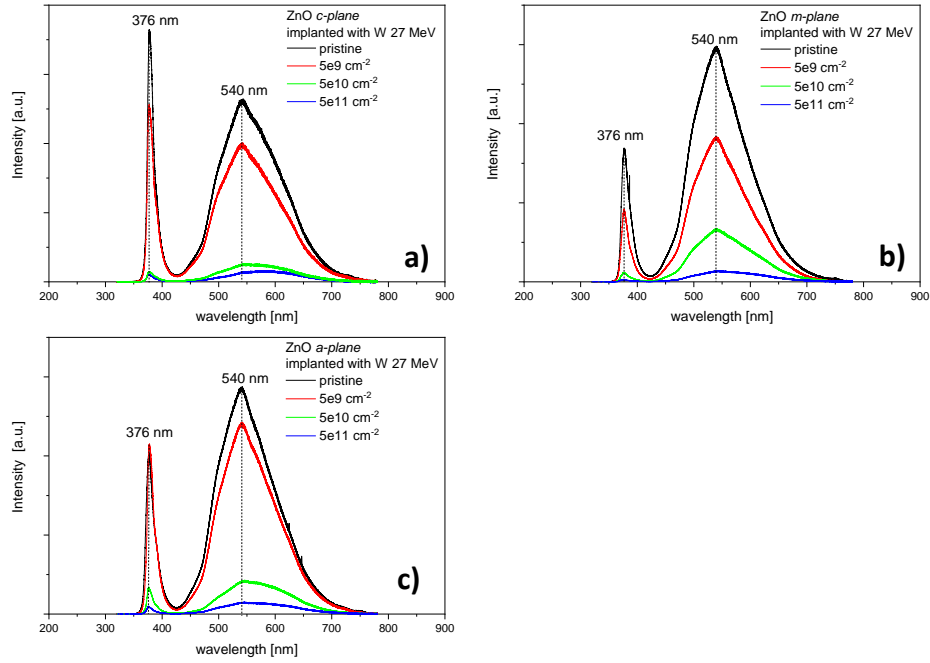 ZnO c-plane
implanted with W 27 MeV
pristine
5e9 cm⁻²
5e10 cm⁻²
5e11 cm⁻²
376 nm
540 nm
Intensity [a.u.]
a)
200 300 400 500 600 700 800 900
wavelength [nm]
ZnO m-plane
implanted with W 27 MeV
pristine
5e9 cm⁻²
5e10 cm⁻²
5e11 cm⁻²
540 nm
376 nm
Intensity [a.u.]
b)
200 300 400 500 600 700 800 900
wavelength [nm]
ZnO a-plane
implanted with W 27 MeV
pristine
5e9 cm⁻²
5e10 cm⁻²
5e11 cm⁻²
540 nm
376 nm
Intensity [a.u.]
c)
200 300 400 500 600 700 800 900
wavelength [nm]